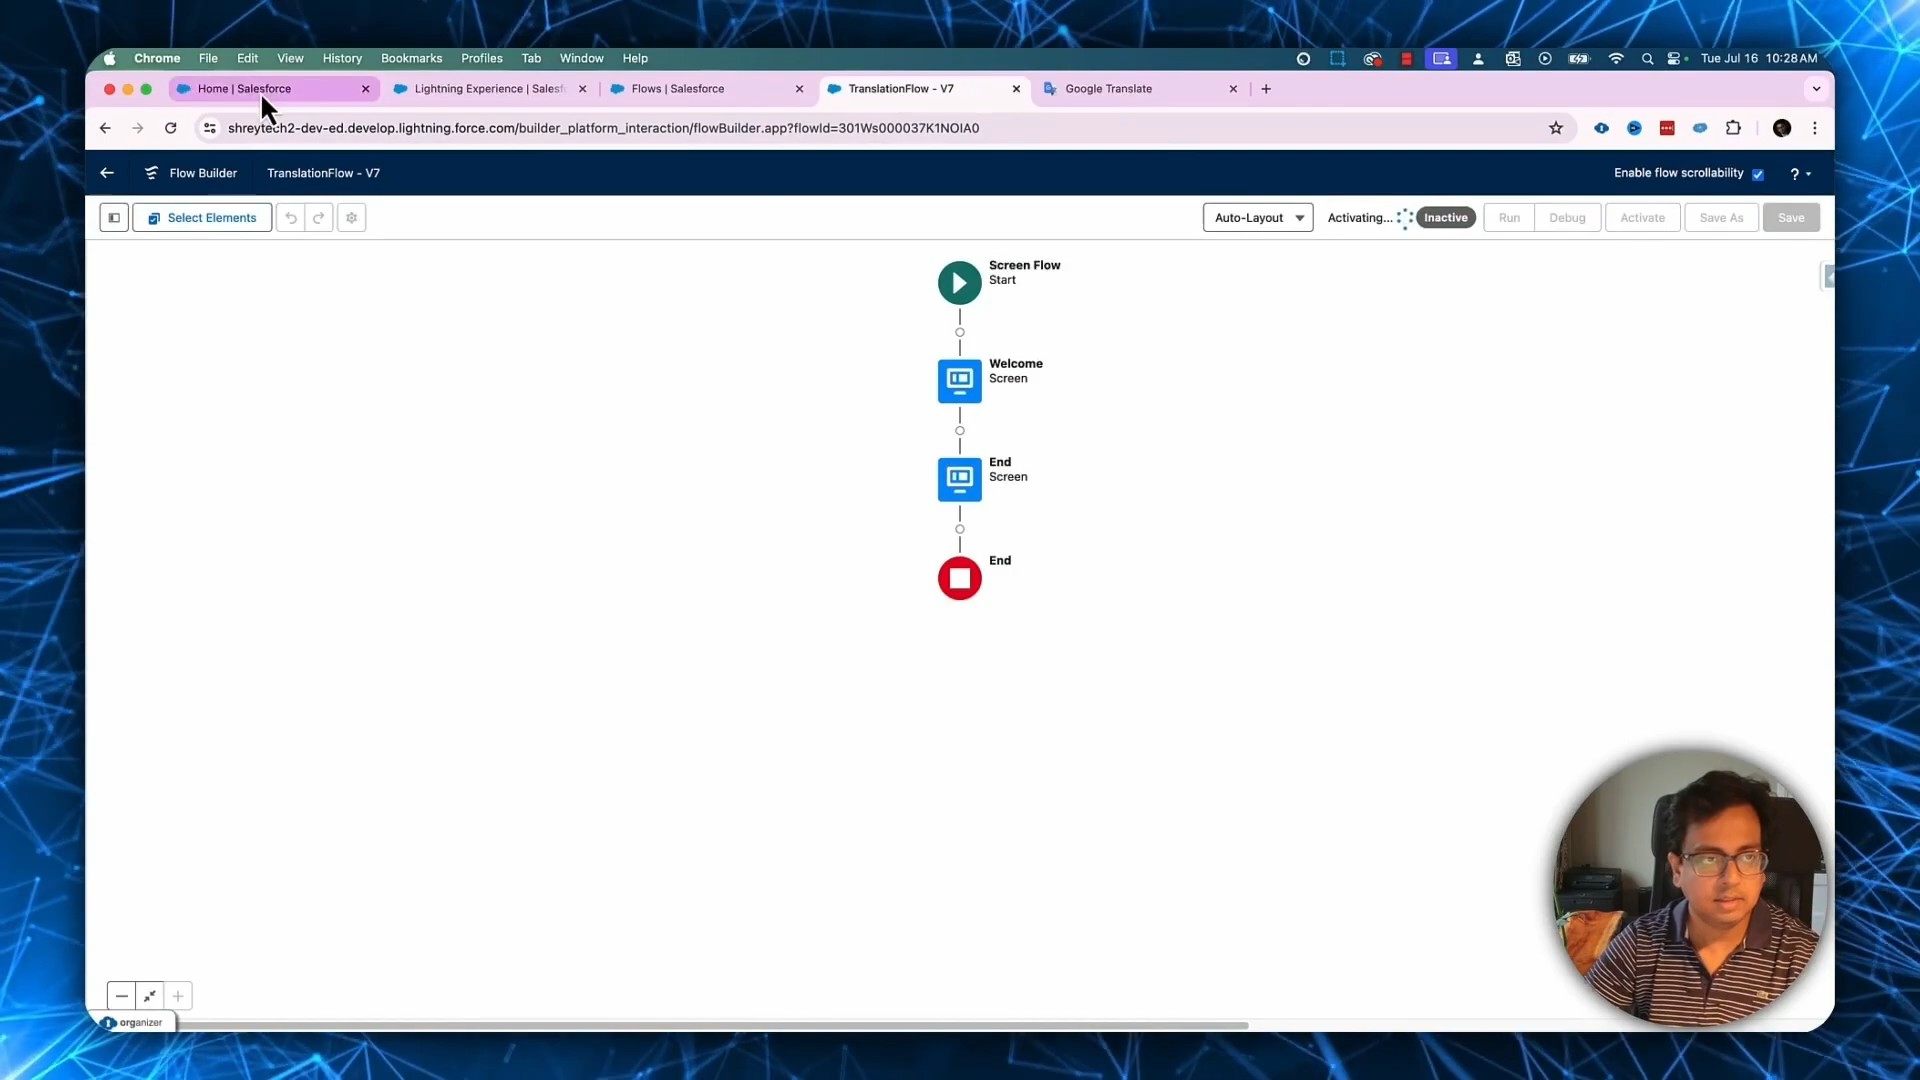 Chrome File Edit View History Bookmarks Profiles Tab Window Help Tue Jul 16 10:28 AM
Home | Salesforce Lightning Experience | Salesf Flows | Salesforce TranslationFlow - V7 Google Translate
shreytech2-dev-ed.develop.lightning.force.com/builder_platform_interaction/flowBuilder.app?flowId=301Ws000037K1NOIA0
Flow Builder TranslationFlow - V7 Enable flow scrollability ?
Select Elements Auto-Layout Activating... Inactive Run Debug Activate Save As Save
Screen Flow
Start
Welcome
Screen
End
Screen
End
organizer